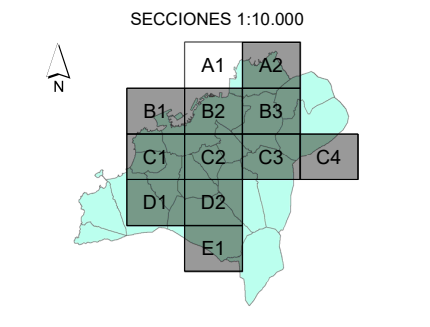 SECCIONES 1:10.000
A1 A2
N
B1 B2 B3
C1 C2 C3 C4
D1 D2
E1